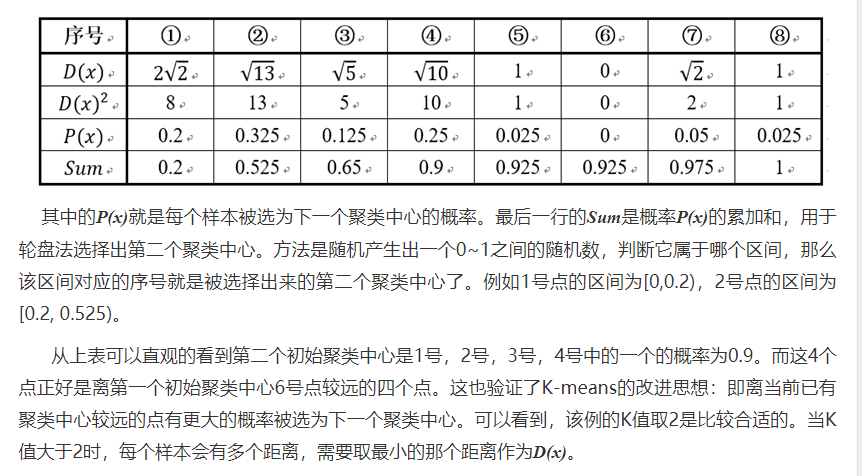 序号 ① ② ③ ④ ⑤ ⑥ ⑦ ⑧
D(x) 2√2 √13 √5 √10 1 0 √2 1
D(x)² 8 13 5 10 1 0 2 1
P(x) 0.2 0.325 0.125 0.25 0.025 0 0.05 0.025
Sum 0.2 0.525 0.65 0.9 0.925 0.925 0.975 1
其中的P(x)就是每个样本被选为下一个聚类中心的概率。最后一行的Sum是概率P(x)的累加和，用于
轮盘法选择出第二个聚类中心。方法是随机产生出一个0~1之间的随机数，判断它属于哪个区间，那么
该区间对应的序号就是被选择出来的第二个聚类中心了。例如1号点的区间为[0,0.2)，2号点的区间为
[0.2, 0.525)。
从上表可以直观的看到第二个初始聚类中心是1号，2号，3号，4号中的一个的概率为0.9。而这4个
点正好是离第一个初始聚类中心6号点较远的四个点。这也验证了K-means的改进思想：即离当前已有
聚类中心较远的点有更大的概率被选为下一个聚类中心。可以看到，该例的K值取2是比较合适的。当K
值大于2时，每个样本会有多个距离，需要取最小的那个距离作为D(x)。